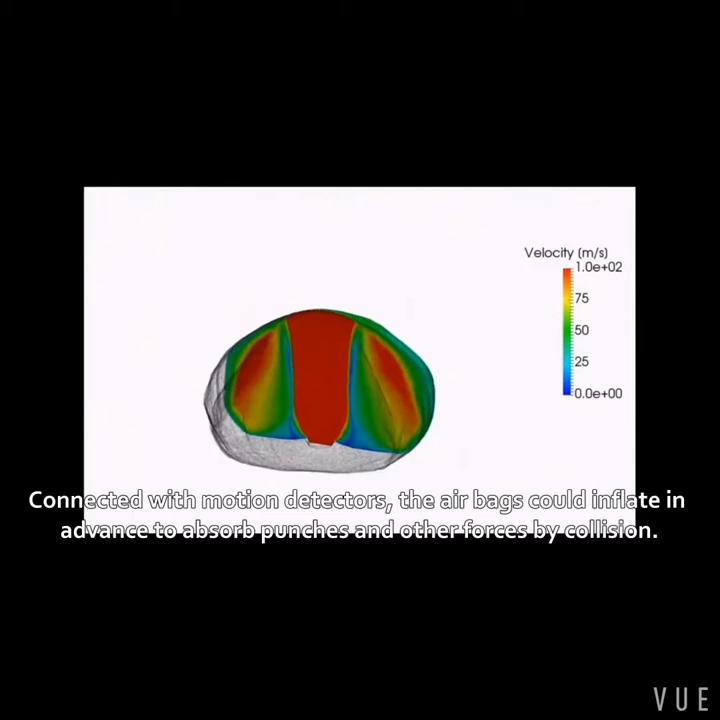 Velocity (m/s)
1.0e+02
75
50
25
0.0e+00
Connected with motion detectors, the air bags could inflate in
advance to absorb punches and other forces by collision.
VUE